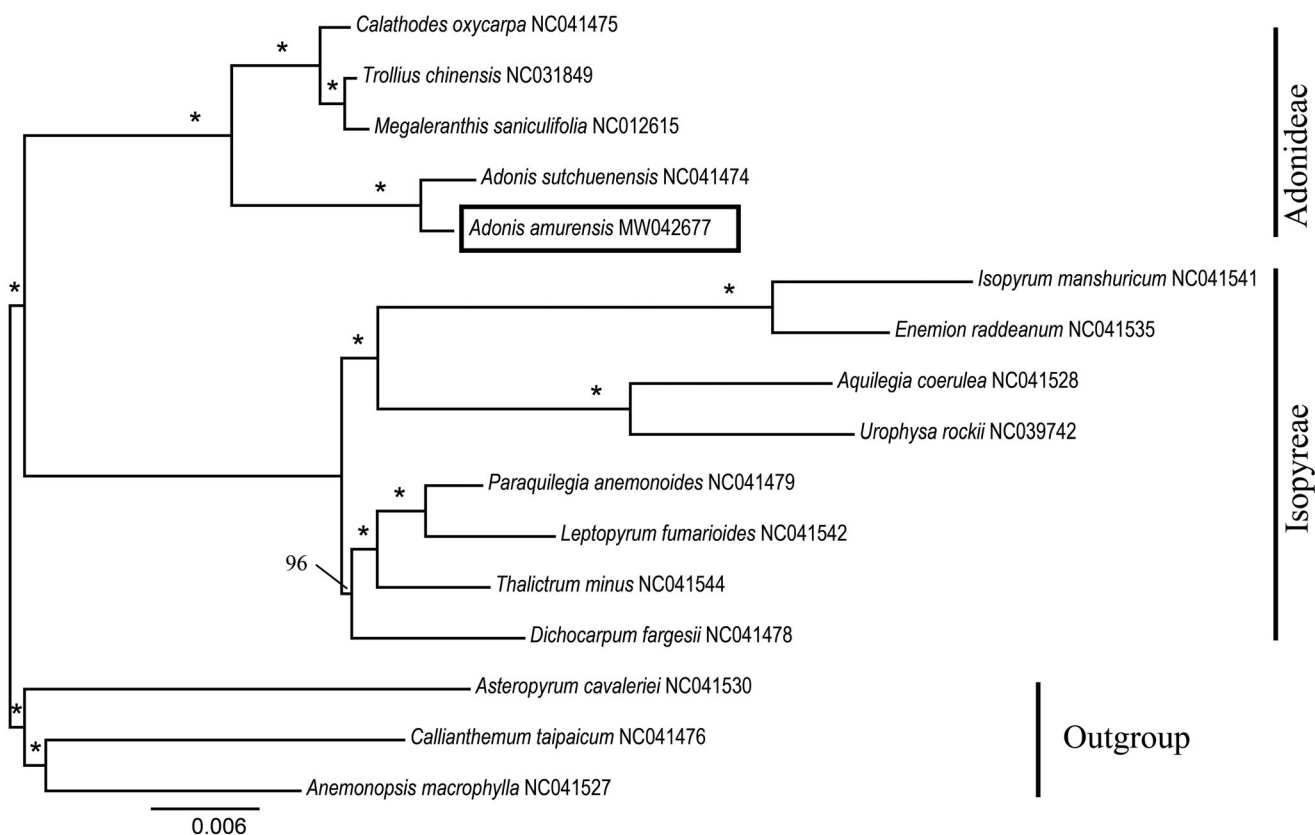 Calathodes oxycarpa NC041475
Trollius chinensis NC031849
Megaleranthis saniculifolia NC012615
Adonis sutchuenensis NC041474
Adonis amurensis MW042677
Adonideae
Isopyrum manshuricum NC041541
Enemion raddeanum NC041535
Aquilegia coerulea NC041528
Urophysa rockii NC039742
Paraquilegia anemonoides NC041479
Leptopyrum fumarioides NC041542
96
Thalictrum minus NC041544
Dichocarpum fargesii NC041478
Isopyreae
Asteropyrum cavaleriei NC041530
Callianthemum taipaicum NC041476
Outgroup
Anemonopsis macrophylla NC041527
0.006